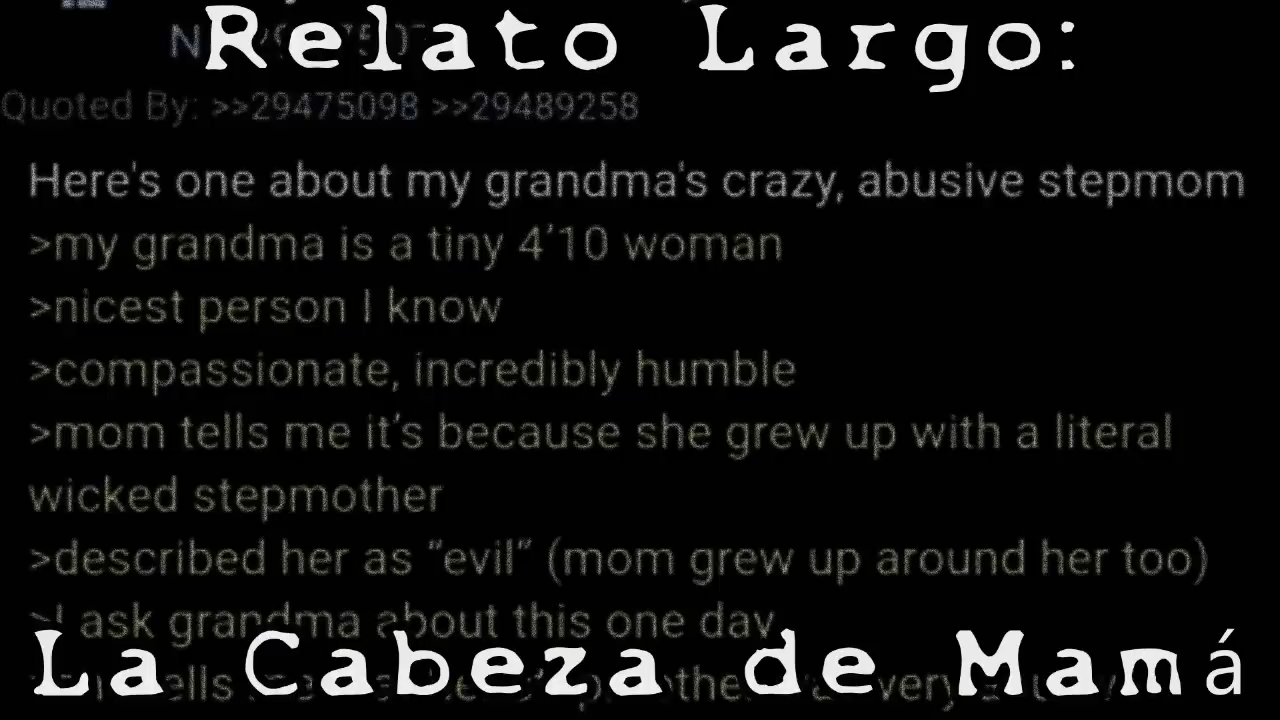 Relato Largo:
Quoted By: >>29475098 >>29489258
Here's one about my grandma's crazy, abusive stepmom
>my grandma is a tiny 4'10 woman
>nicest person I know
>compassionate, incredibly humble
>mom tells me it's because she grew up with a literal
wicked stepmother
>described her as "evil" (mom grew up around her too)
>I ask grandma about this one day
La Cabeza de Mamá